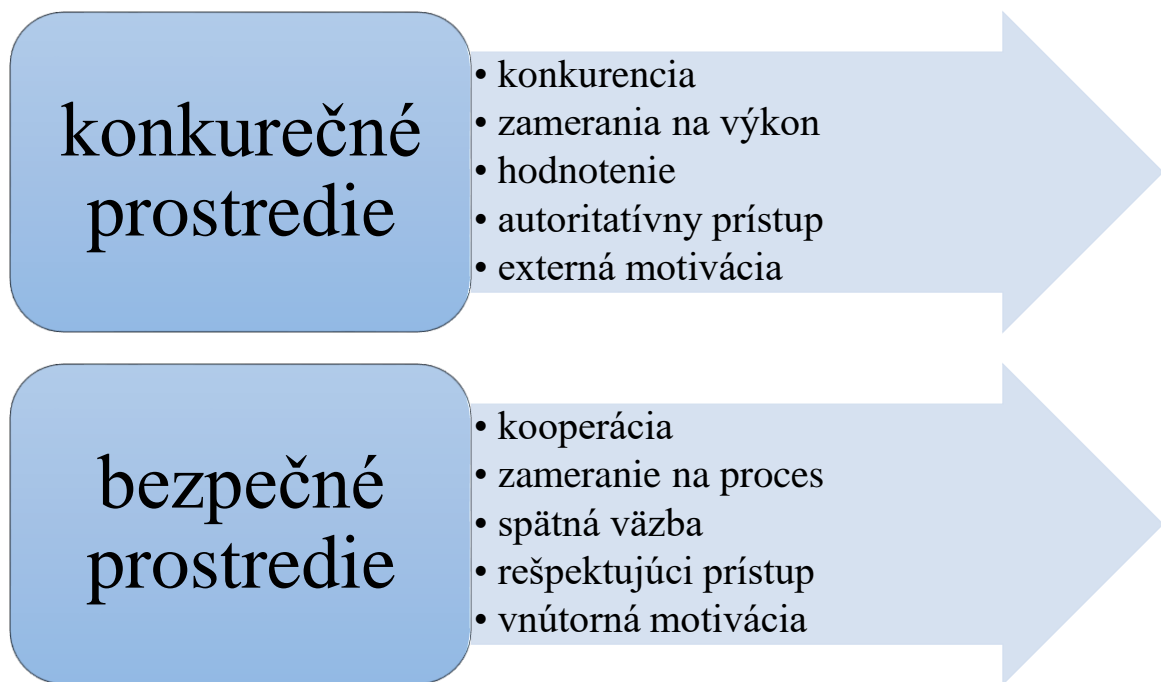 konkurečné
prostredie
• konkurencia
• zamerania na výkon
• hodnotenie
• autoritatívny prístup
• externá motivácia
bezpečné
prostredie
• kooperácia
• zameranie na proces
• spätná väzba
• rešpektujúci prístup
• vnútorná motivácia